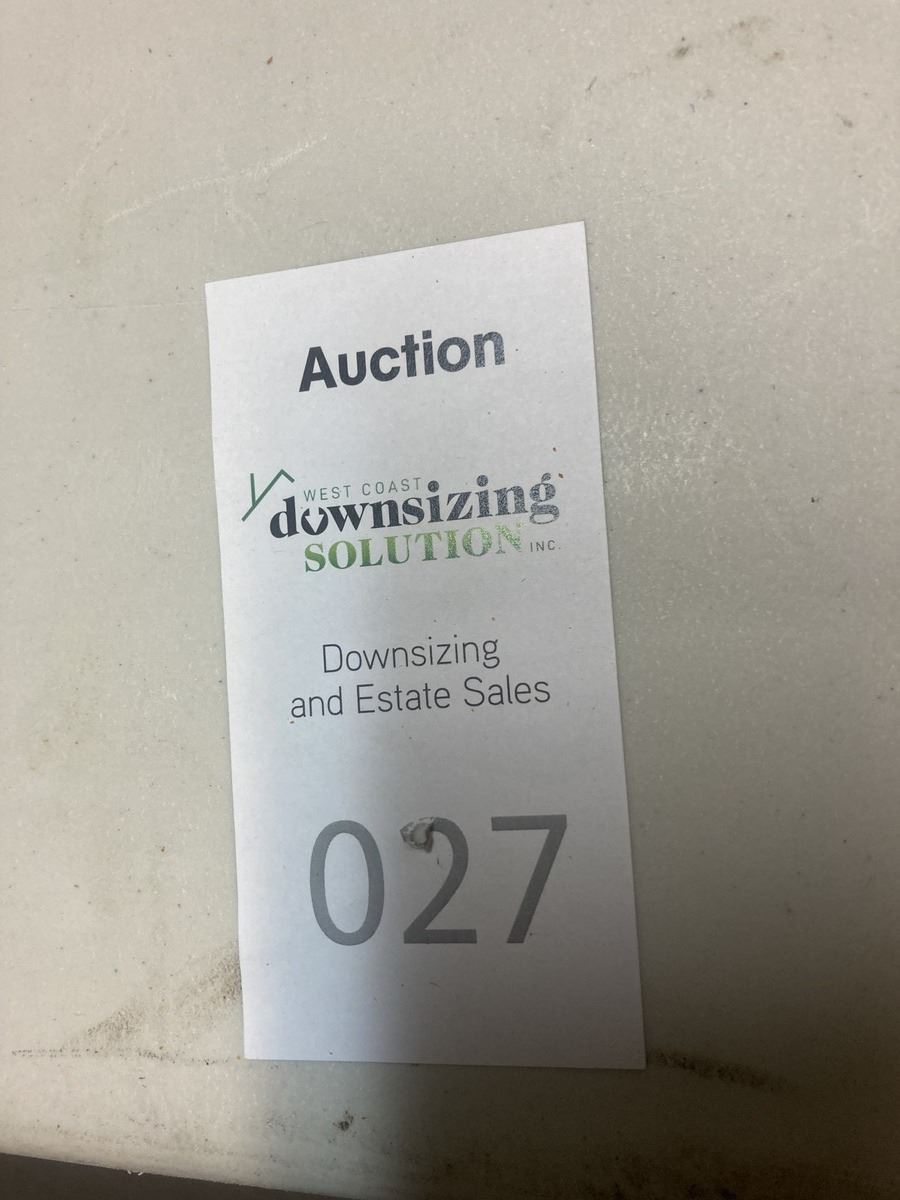 Auction
WEST COAST
downsizing
SOLUTION INC.
Downsizing
and Estate Sales
027